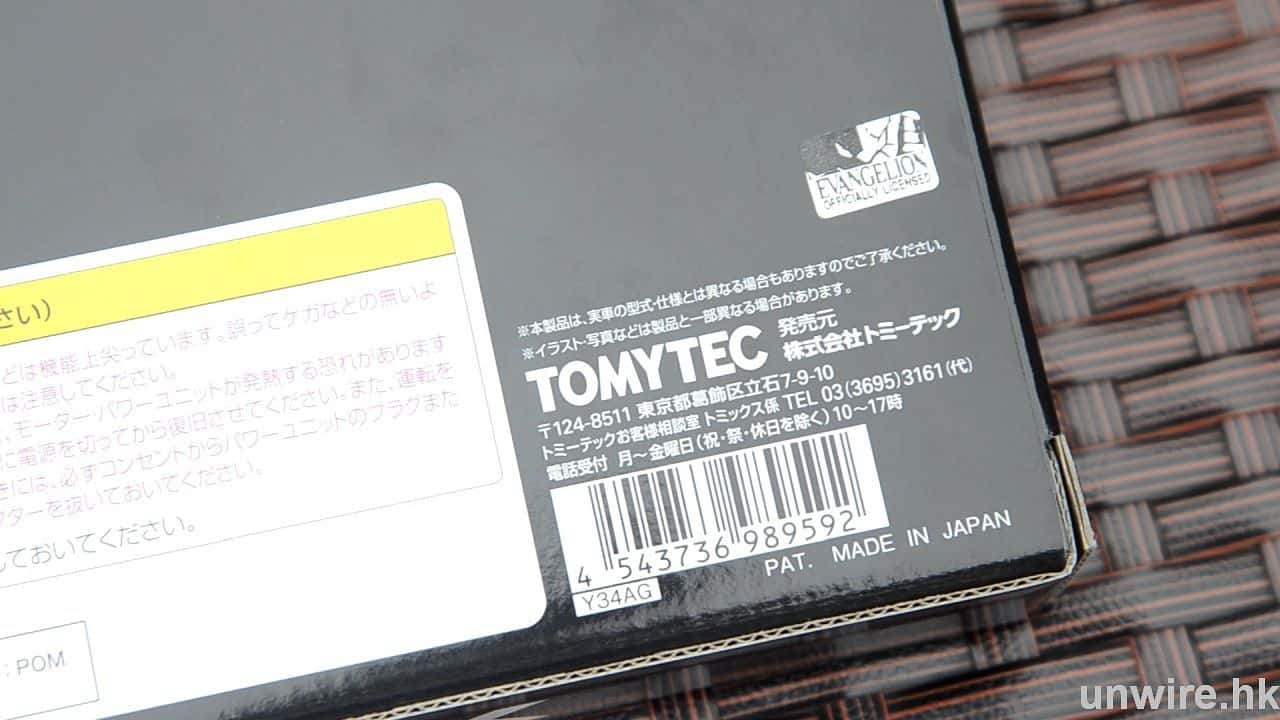 さい）
どは機能上尖っています。誤ってケガなどの無いよ
は注意してください。
、モーター・パワーユニットが発熱する恐れがあります
に電源を切ってから復旧させてください。また、運転を
きには、必ずコンセントからパワーユニットのプラグまた
クターを抜いておいてください。
しておいてください。
: POM
EVANGELION
OFFICIALLY LICENSED
※本製品は、実車の型式・仕様とは異なる場合もありますのでご了承ください。
※イラスト・写真などは製品と一部異なる場合があります。
TOMYTEC 発売元
株式会社トミーテック
〒124-8511 東京都葛飾区立石7-9-10
トミーテックお客様相談室 トミックス係 TEL 03(3695)3161(代)
電話受付 月～金曜日(祝・祭・休日を除く)10～17時
4 543736 989592
Y34AG
PAT. MADE IN JAPAN
unwire.hk